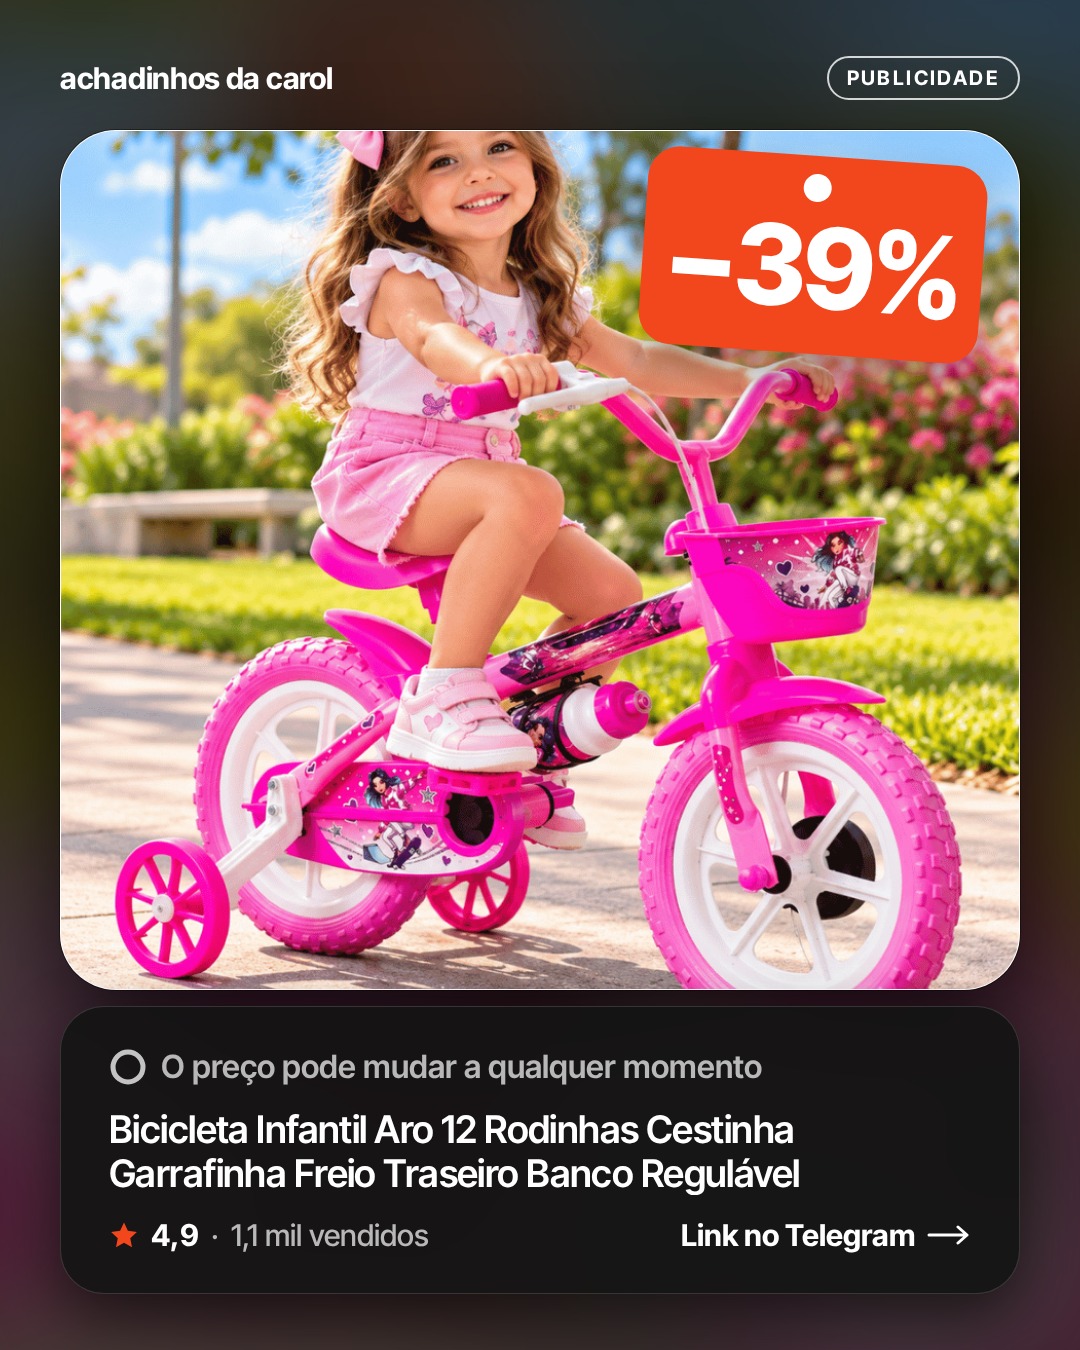 achadinhos da carol
PUBLICIDADE
−39%
O preço pode mudar a qualquer momento
Bicicleta Infantil Aro 12 Rodinhas Cestinha
Garrafinha Freio Traseiro Banco Regulável
4,9 · 1,1 mil vendidos
Link no Telegram →